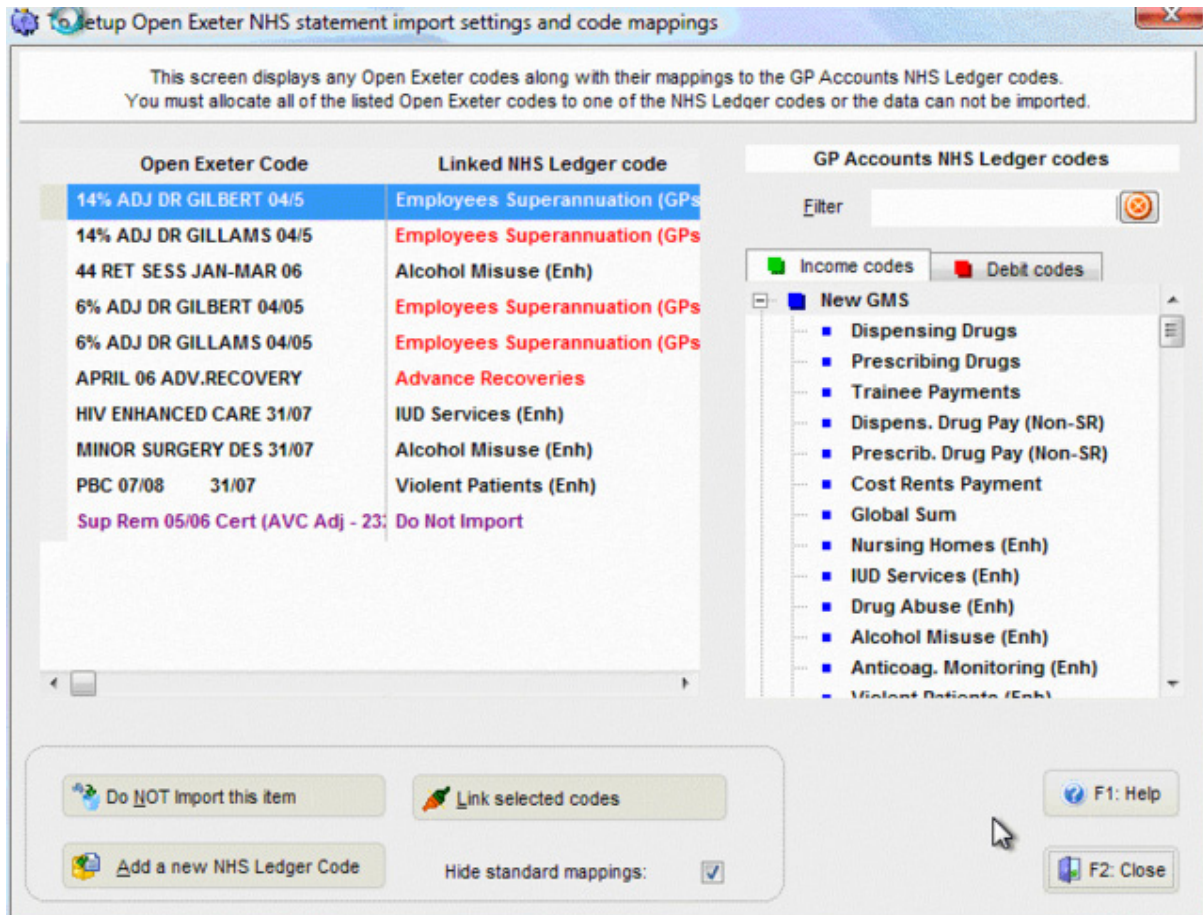 To Setup Open Exeter NHS statement import settings and code mappings
This screen displays any Open Exeter codes along with their mappings to the GP Accounts NHS Ledger codes.
You must allocate all of the listed Open Exeter codes to one of the NHS Ledger codes or the data can not be imported.
Open Exeter Code Linked NHS Ledger code
14% ADJ DR GILBERT 04/5 Employees Superannuation (GPs
14% ADJ DR GILLAMS 04/5 Employees Superannuation (GPs
44 RET SESS JAN-MAR 06 Alcohol Misuse (Enh)
6% ADJ DR GILBERT 04/05 Employees Superannuation (GPs
6% ADJ DR GILLAMS 04/05 Employees Superannuation (GPs
APRIL 06 ADV.RECOVERY Advance Recoveries
HIV ENHANCED CARE 31/07 IUD Services (Enh)
MINOR SURGERY DES 31/07 Alcohol Misuse (Enh)
PBC 07/08 31/07 Violent Patients (Enh)
Sup Rem 05/06 Cert (AVC Adj - 23 Do Not Import
GP Accounts NHS Ledger codes
Filter
Income codes Debit codes
New GMS
Dispensing Drugs
Prescribing Drugs
Trainee Payments
Dispens. Drug Pay (Non-SR)
Prescrib. Drug Pay (Non-SR)
Cost Rents Payment
Global Sum
Nursing Homes (Enh)
IUD Services (Enh)
Drug Abuse (Enh)
Alcohol Misuse (Enh)
Anticoag. Monitoring (Enh)
Violent Patients (Enh)
Do NOT Import this item
Link selected codes
Add a new NHS Ledger Code
Hide standard mappings:
F1: Help
F2: Close